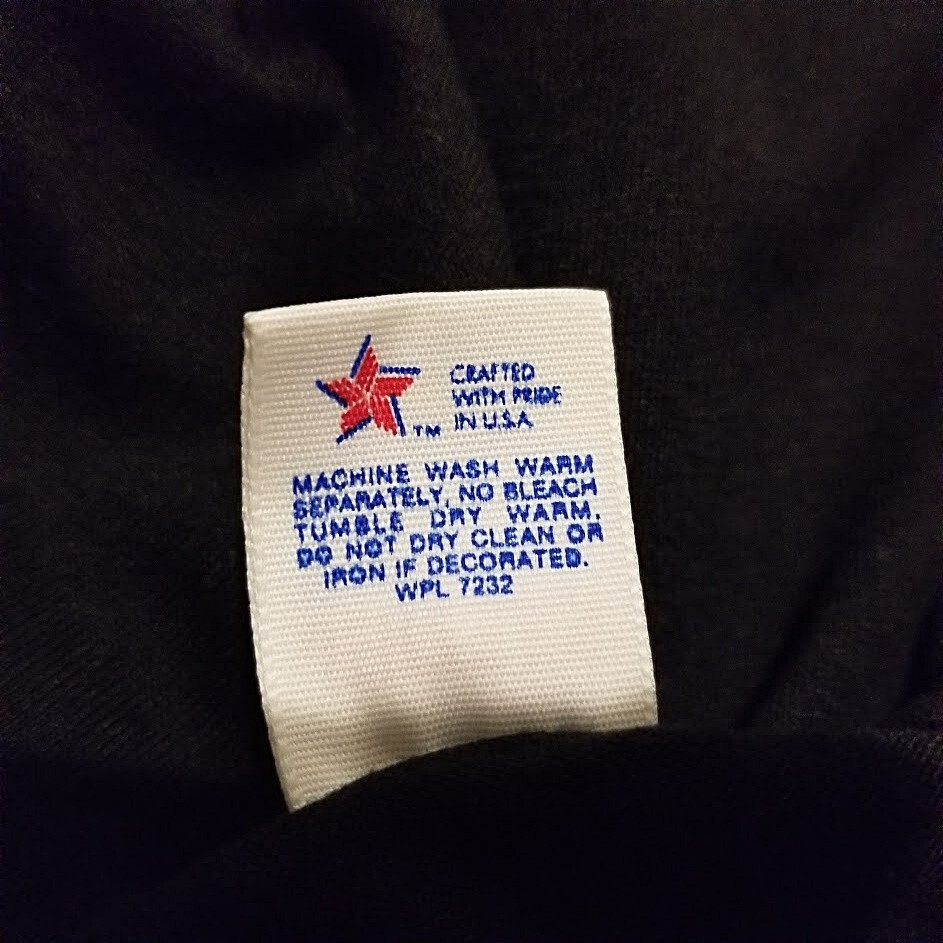 CRAFTED
WITH PRIDE
IN U.S.A
TM
MACHINE WASH WARM
SEPARATELY, NO BLEACH
TUMBLE DRY WARM.
DO NOT DRY CLEAN OR
IRON IF DECORATED.
WPL 7232